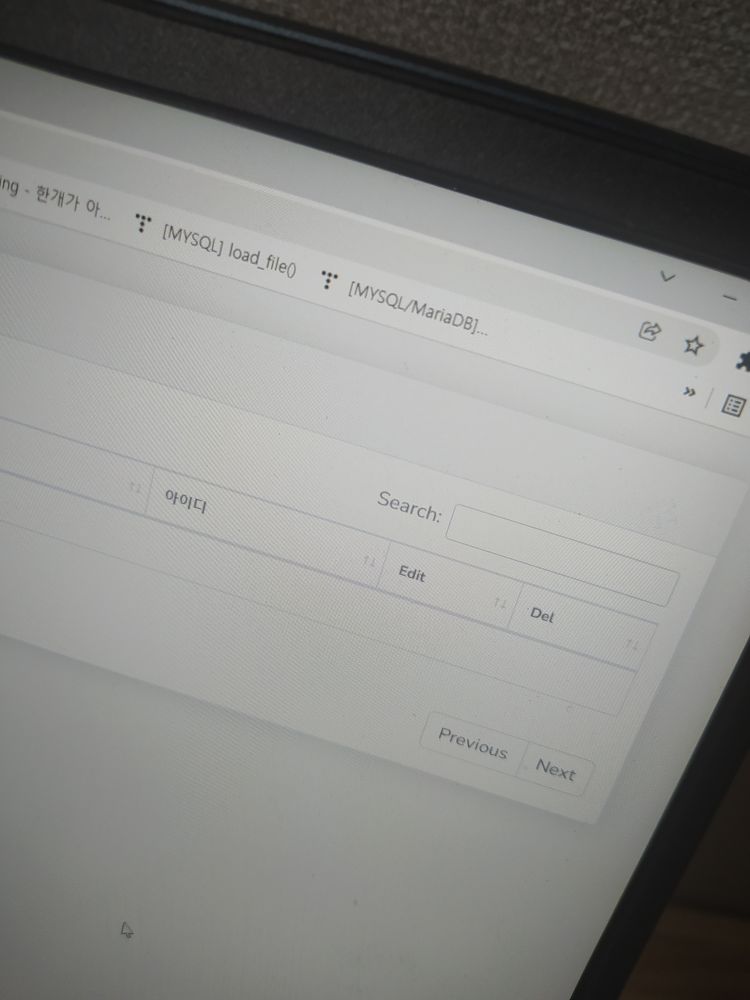 ing - 한개가 아... [MYSQL] load_file() [MYSQL/MariaDB]...
»
Search:
아이디 Edit Del
Previous Next